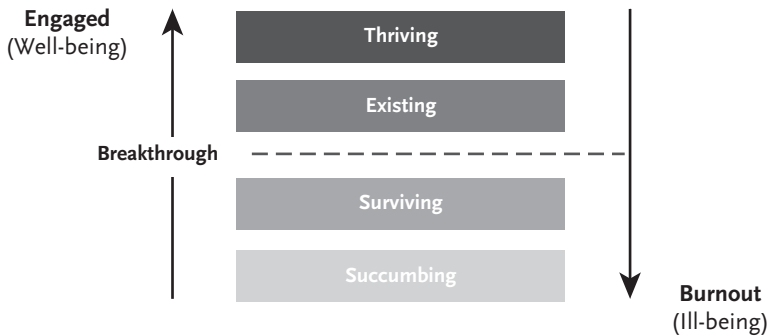 Engaged
(Well-being)
Thriving
Existing
Breakthrough
Surviving
Succumbing
Burnout
(Ill-being)